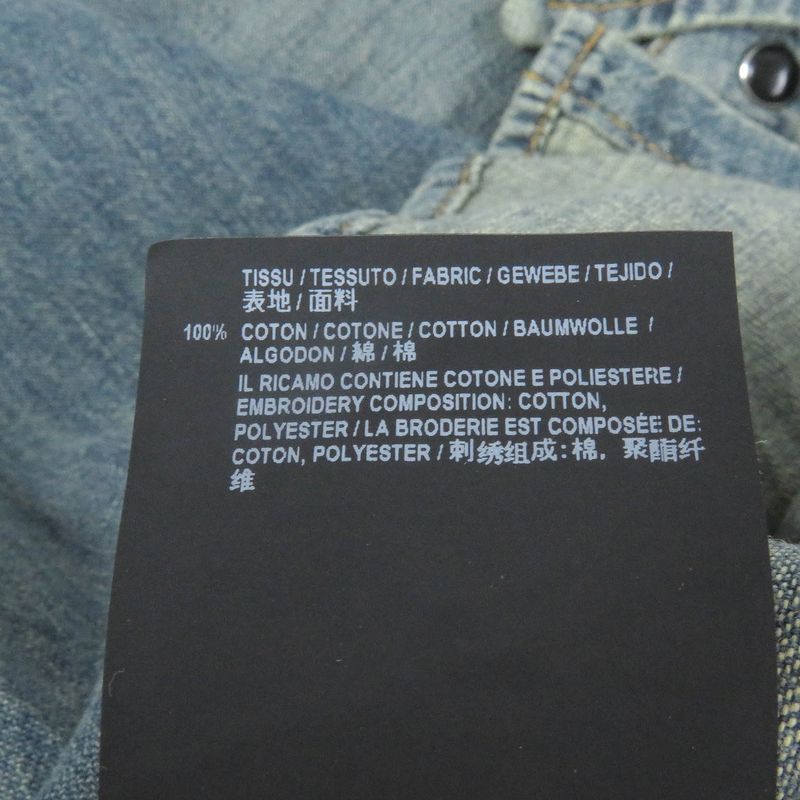 TISSU / TESSUTO / FABRIC / GEWEBE / TEJIDO /
表地 / 面料
100% COTON / COTONE / COTTON / BAUMWOLLE /
ALGODON / 綿 / 棉
IL RICAMO CONTIENE COTONE E POLIESTERE /
EMBROIDERY COMPOSITION: COTTON,
POLYESTER / LA BRODERIE EST COMPOSÉE DE:
COTON, POLYESTER / 刺绣组成:棉, 聚酯纤
维